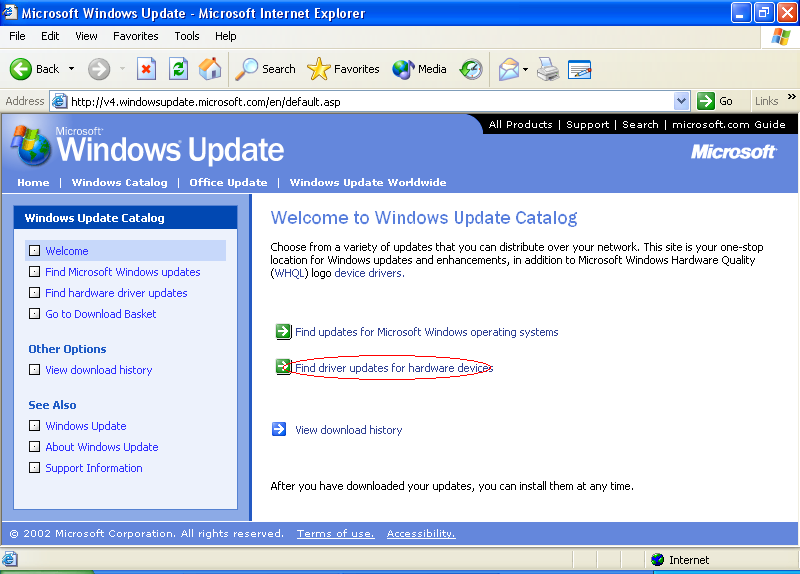 Microsoft Windows Update - Microsoft Internet Explorer
File Edit View Favorites Tools Help
Back Search Favorites Media
Address http://v4.windowsupdate.microsoft.com/en/default.asp Go Links »
All Products | Support | Search | microsoft.com Guide
Microsoft
Windows Update
Microsoft
Home | Windows Catalog | Office Update | Windows Update Worldwide
Windows Update Catalog
Welcome
Find Microsoft Windows updates
Find hardware driver updates
Go to Download Basket
Other Options
View download history
See Also
Windows Update
About Windows Update
Support Information
Welcome to Windows Update Catalog
Choose from a variety of updates that you can distribute over your network. This site is your one-stop
location for Windows updates and enhancements, in addition to Microsoft Windows Hardware Quality
(WHQL) logo device drivers.
Find updates for Microsoft Windows operating systems
Find driver updates for hardware devices
View download history
After you have downloaded your updates, you can install them at any time.
© 2002 Microsoft Corporation. All rights reserved. Terms of use. Accessibility.
Internet